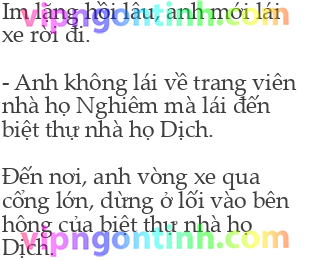 Im lặng hồi lâu, anh mới lái
xe rời đi.
vipngontinh.com
- Anh không lái về trang viên
nhà họ Nghiêm mà lái đến
biệt thự nhà họ Dịch.
Đến nơi, anh vòng xe qua
cổng lớn, dừng ở lối vào bên
hông của biệt thự nhà họ
Dịch.
vipngontinh.com